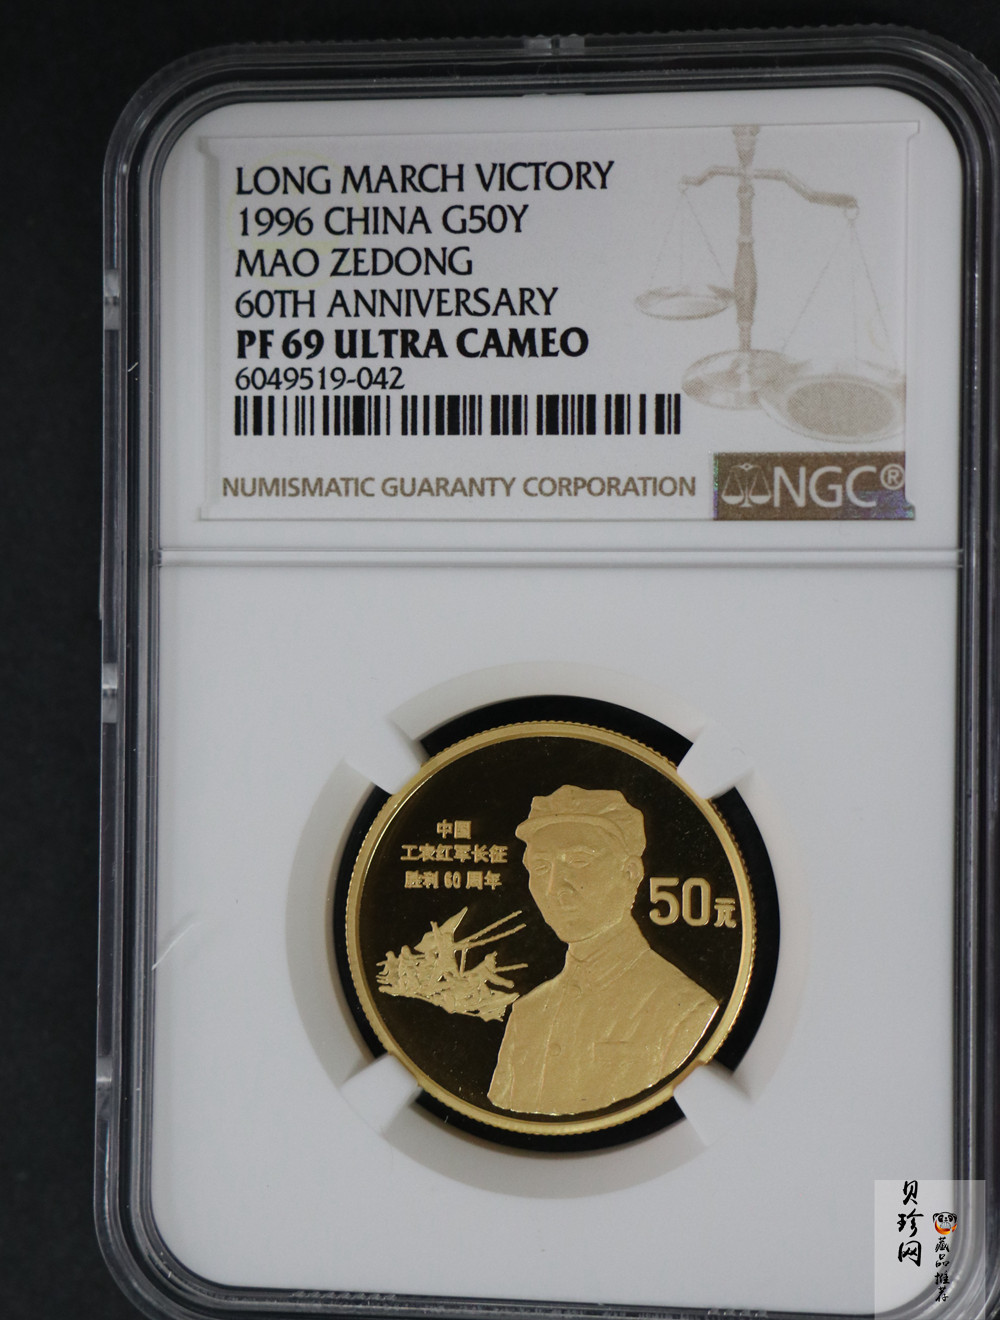 LONG MARCH VICTORY
1996 CHINA G50Y
MAO ZEDONG
60TH ANNIVERSARY
PF 69 ULTRA CAMEO
6049519-042
NUMISMATIC GUARANTY CORPORATION
NGC®
中国
工农红军长征
胜利60周年
50元
贝珍网
藏品推荐